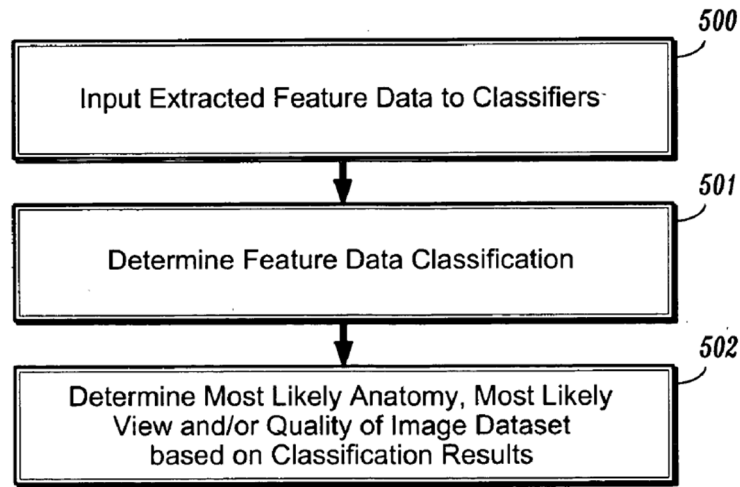 500
Input Extracted Feature Data to Classifiers
501
Determine Feature Data Classification
502
Determine Most Likely Anatomy, Most Likely
View and/or Quality of Image Dataset
based on Classification Results